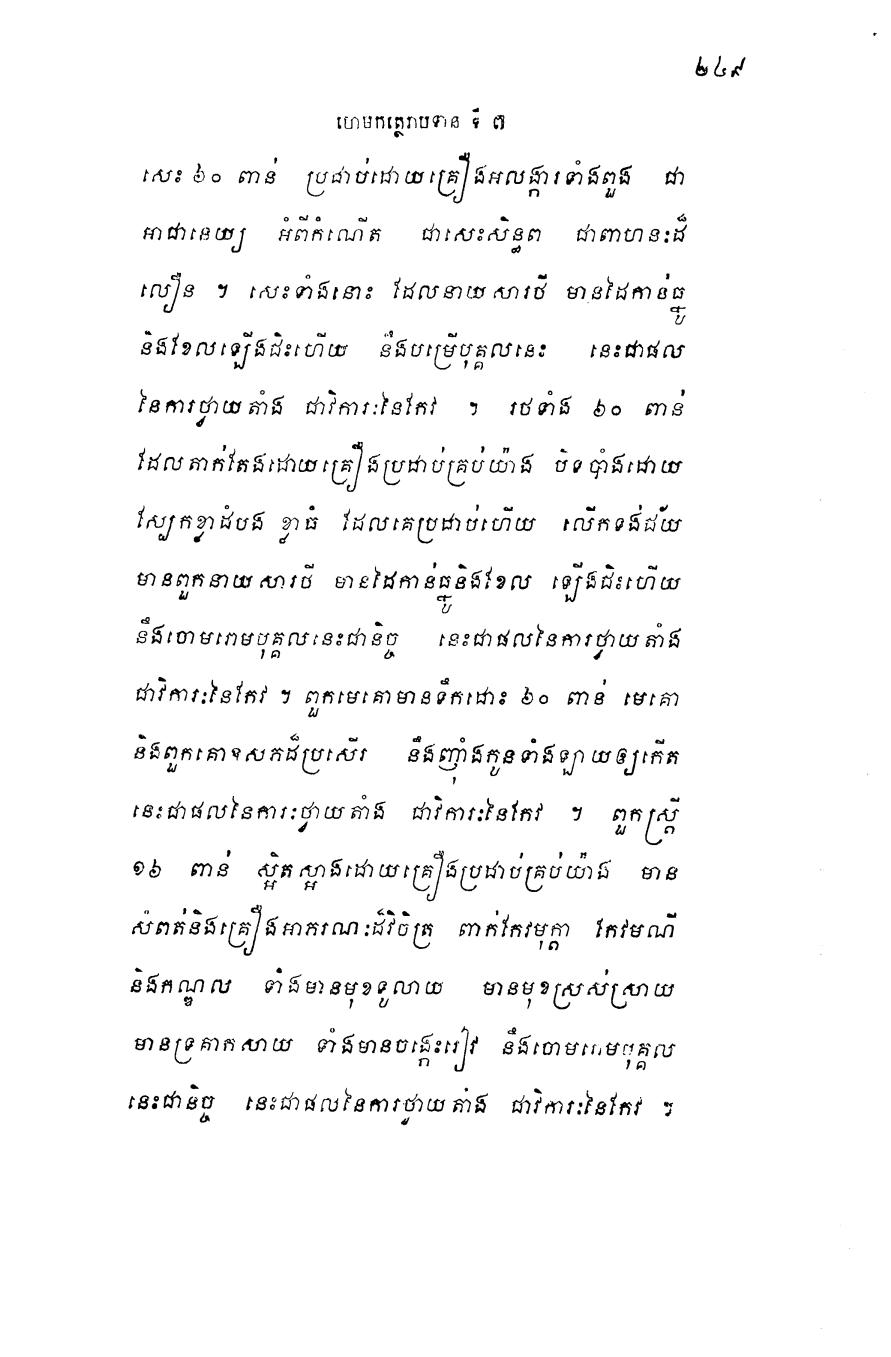 ២៤៩
ហេមកត្ថេរាបទាន ទី ៧
សេះ ៦០ ពាន់ ប្រដាប់ដោយគ្រឿងអលង្ការទាំងពួង ជា
អាជានេយ្យ អំពីកំណើត ជាសេះសិន្ធព ជាពាហនៈដ៏
លឿន ។ សេះទាំងនោះ ដែលនាយសារថី មានដៃកាន់ធ្នូ
និងខែលឡើងជិះហើយ នឹងបម្រើបុគ្គលនេះ នេះជាផល
នៃការថ្វាយតាំង ជាវិការៈនៃកែវ ។ រថទាំង ៦០ ពាន់
ដែលតាក់តែងដោយគ្រឿងប្រដាប់គ្រប់យ៉ាង បិទបាំងដោយ
ស្បែកខ្លាដំបង ខ្លាធំ ដែលគេប្រដាប់ហើយ លើកទង់ជ័យ
មានពួកនាយសារថី មានដៃកាន់ធ្នូនិងខែល ឡើងជិះហើយ
នឹងចោមរោមបុគ្គលនេះជានិច្ច នេះជាផលនៃការថ្វាយតាំង
ជាវិការៈនៃកែវ ។ ពួកមេគោមានទឹកដោះ ៦០ ពាន់ មេគោ
និងពួកគោឧសភដ៏ប្រសើរ នឹងញ៉ាំងកូនទាំងឡាយឲ្យកើត
នេះជាផលនៃការៈថ្វាយតាំង ជាវិការៈនៃកែវ ។ ពួកស្ត្រី
១៦ ពាន់ ស្អិតស្អាងដោយគ្រឿងប្រដាប់គ្រប់យ៉ាង មាន
សំពត់និងគ្រឿងអាភរណៈដ៏វិចិត្រ ពាក់កែវមុក្តា កែវមណី
និងកណ្ឌល ទាំងមានមុខទូលាយ មានមុខស្រស់ស្រាយ
មានត្រគាកសាយ ទាំងមានចង្កេះរៀវ នឹងចោមរោមបុគ្គល
នេះជានិច្ច នេះជាផលនៃការថ្វាយតាំង ជាវិការៈនៃកែវ ។